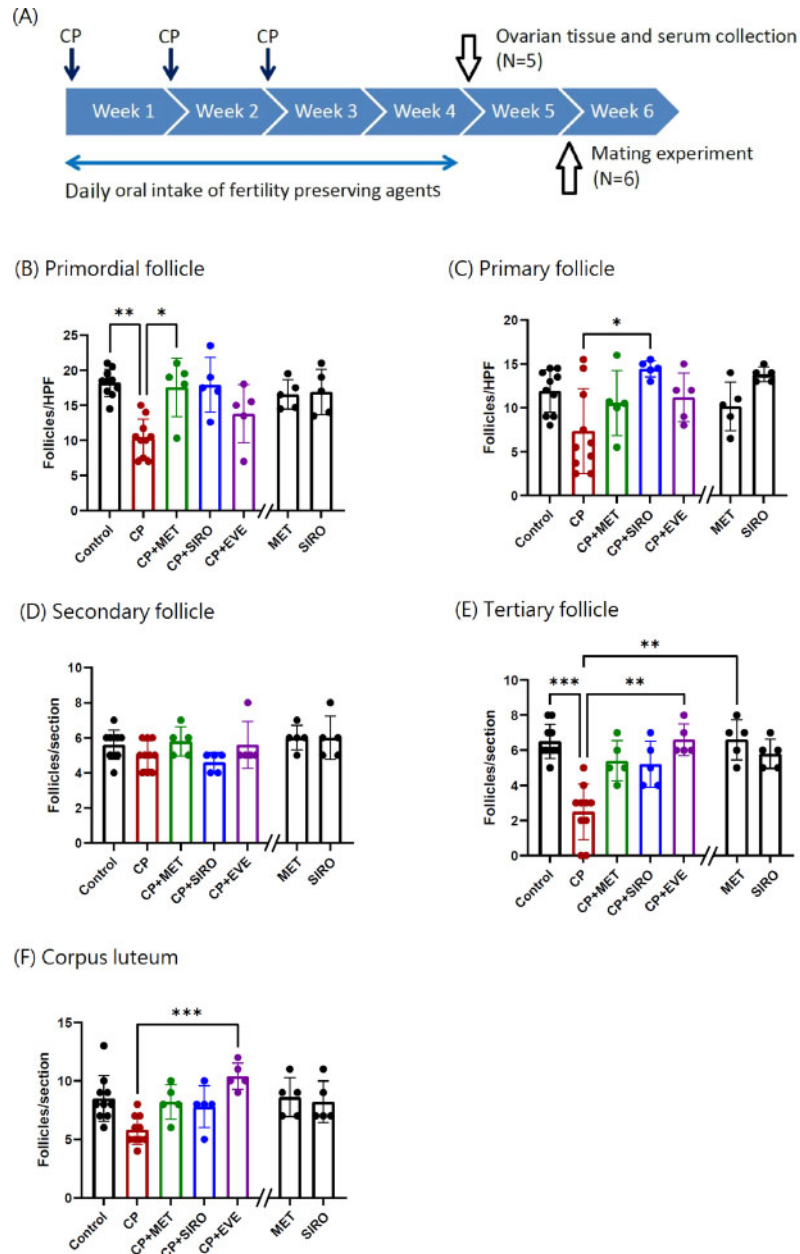 (A)
CP CP CP
Ovarian tissue and serum collection
(N=5)
Week 1 Week 2 Week 3 Week 4 Week 5 Week 6
Daily oral intake of fertility preserving agents
Mating experiment
(N=6)
(B) Primordial follicle
** *
25
20
15
10
5
0
Follicles/HPF
Control CP CP+MET CP+SIRO CP+EVE MET SIRO
(C) Primary follicle
*
20
15
10
5
0
Follicles/HPF
Control CP CP+MET CP+SIRO CP+EVE MET SIRO
(D) Secondary follicle
10
8
6
4
2
0
Follicles/section
Control CP CP+MET CP+SIRO CP+EVE MET SIRO
(E) Tertiary follicle
**
*** **
10
8
6
4
2
0
Follicles/section
Control CP CP+MET CP+SIRO CP+EVE MET SIRO
(F) Corpus luteum
***
15
10
5
0
Follicles/section
Control CP CP+MET CP+SIRO CP+EVE MET SIRO